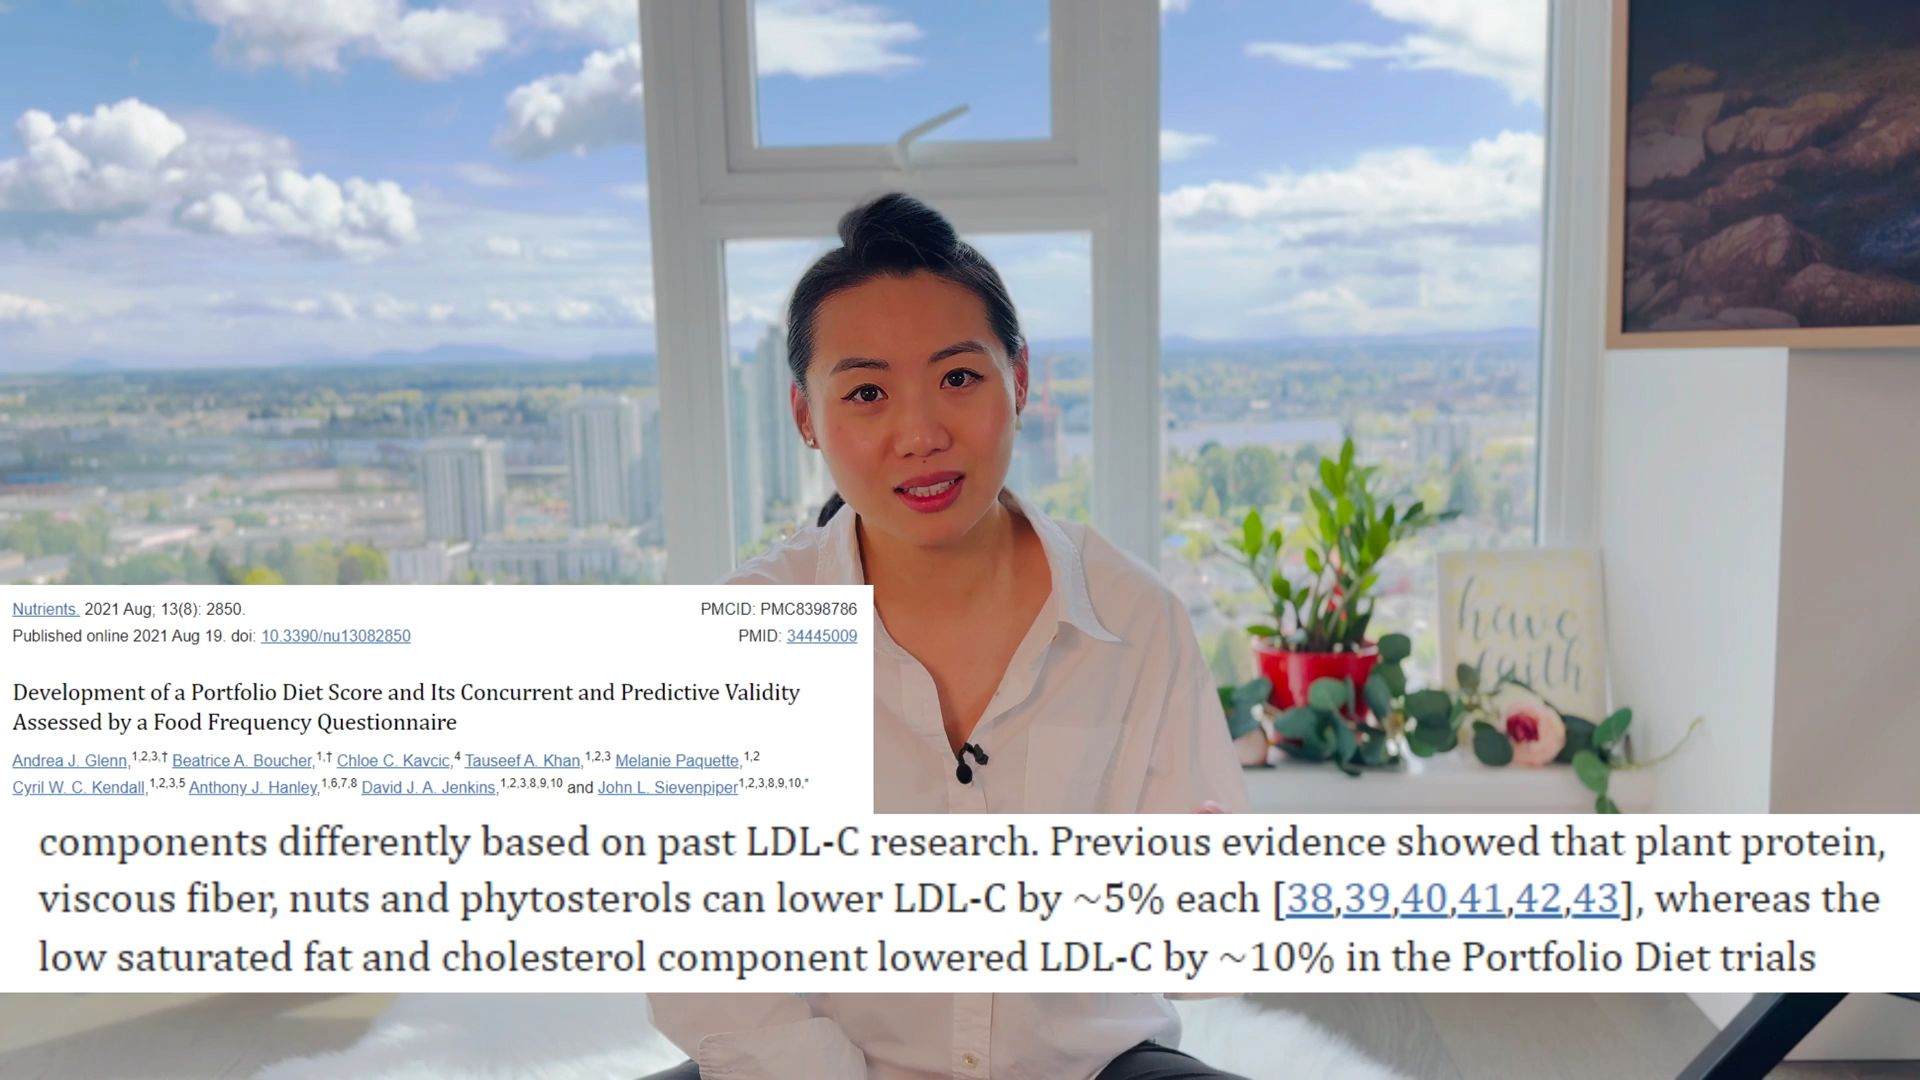 have
faith
Nutrients. 2021 Aug; 13(8): 2850.
PMCID: PMC8398786
Published online 2021 Aug 19. doi: 10.3390/nu13082850
PMID: 34445009
Development of a Portfolio Diet Score and Its Concurrent and Predictive Validity
Assessed by a Food Frequency Questionnaire
Andrea J. Glenn,1,2,3,† Beatrice A. Boucher,1,† Chloe C. Kavcic,4 Tauseef A. Khan,1,2,3 Melanie Paquette,1,2
Cyril W. C. Kendall,1,2,3,5 Anthony J. Hanley,1,6,7,8 David J. A. Jenkins,1,2,3,8,9,10 and John L. Sievenpiper1,2,3,8,9,10,*
components differently based on past LDL-C research. Previous evidence showed that plant protein,
viscous fiber, nuts and phytosterols can lower LDL-C by ~5% each [38,39,40,41,42,43], whereas the
low saturated fat and cholesterol component lowered LDL-C by ~10% in the Portfolio Diet trials